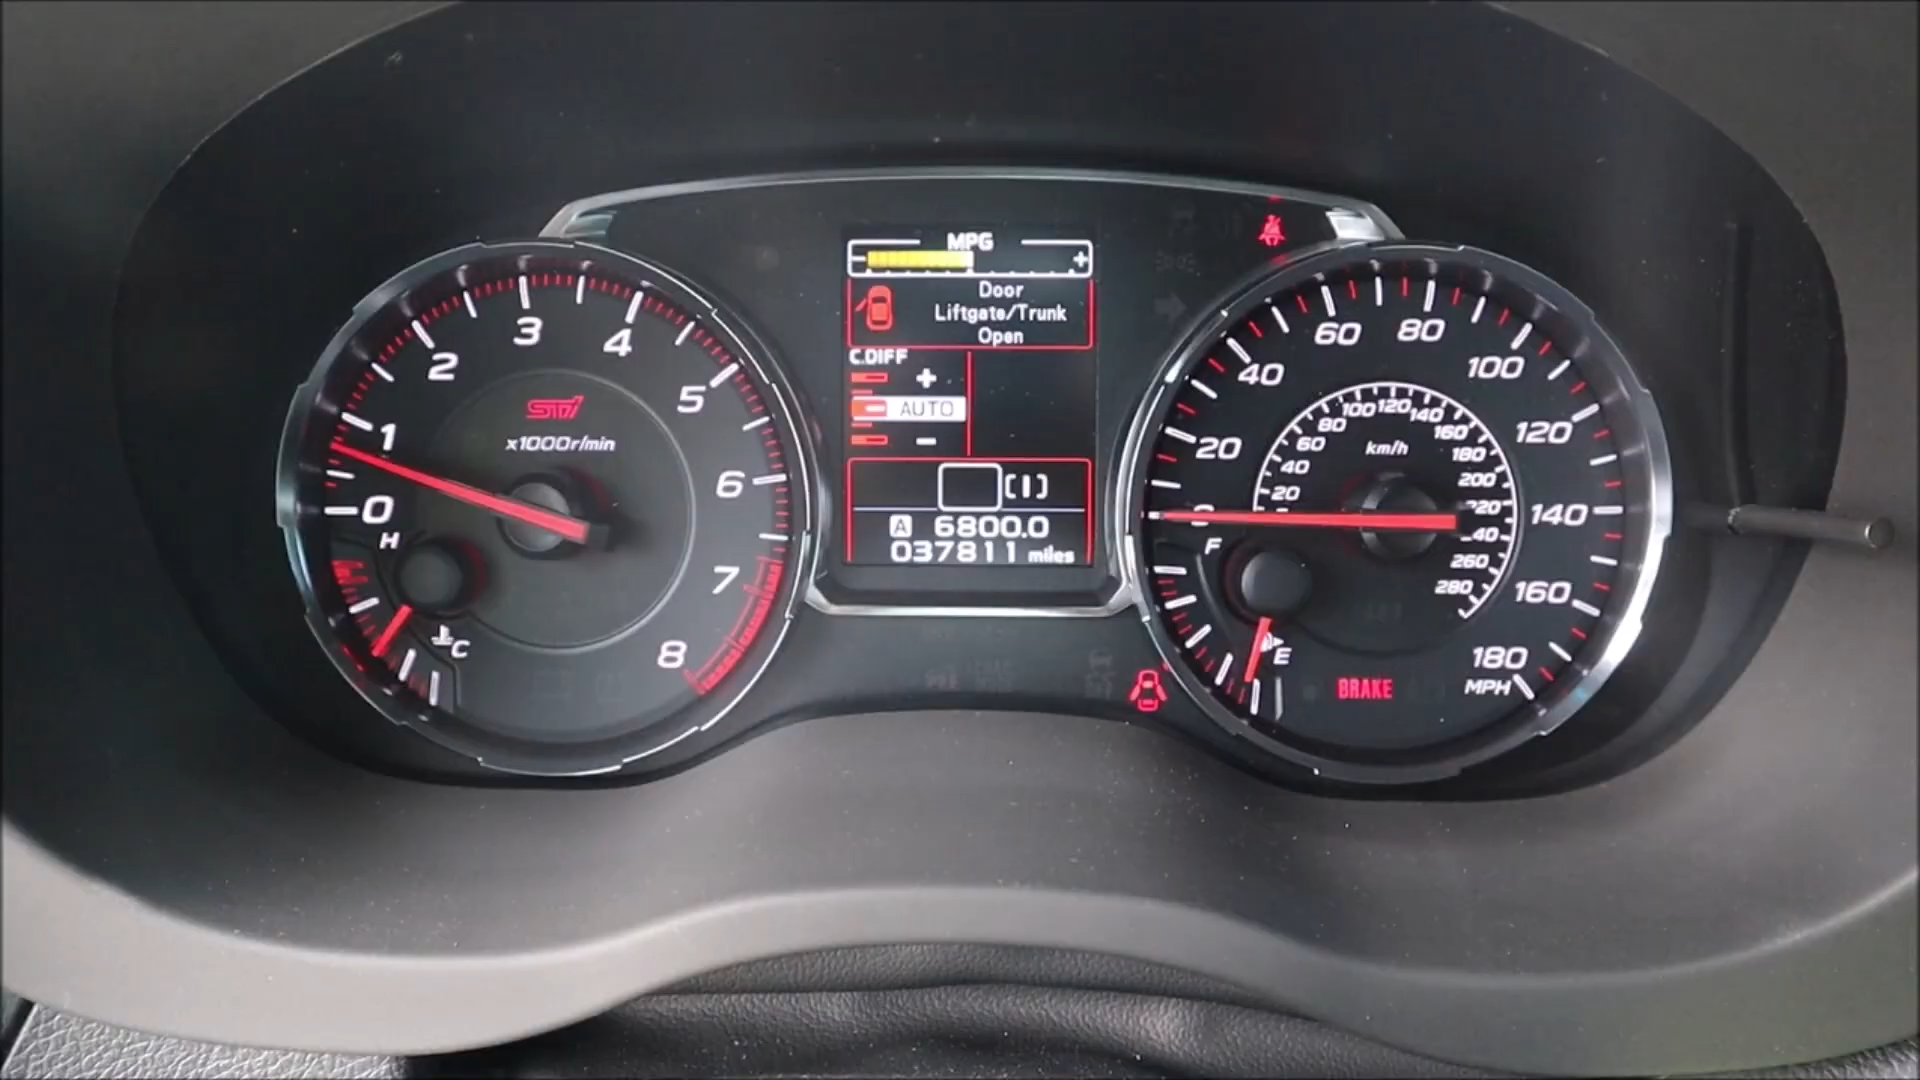 0
1
2
3
4
5
6
7
8
STI
x1000r/min
H
C
MPG
- +
Door
Liftgate/Trunk
Open
C.DIFF
+
AUTO
-
[I]
A 6800.0
037811 miles
20
40
60
80
100
120
140
160
180
MPH
km/h
20
40
60
80
100
120
140
160
180
200
220
240
260
280
F
E
BRAKE